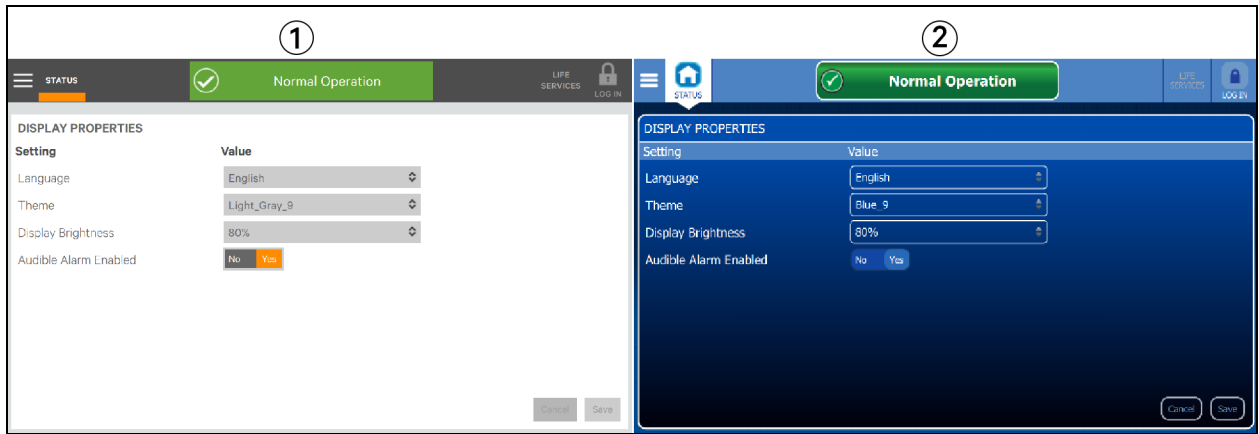 ①
STATUS
Normal Operation
LIFE
SERVICES
LOG IN
DISPLAY PROPERTIES
Setting Value
Language English
Theme Light_Gray_9
Display Brightness 80%
Audible Alarm Enabled No Yes
Cancel Save
②
STATUS
Normal Operation
LIFE
SERVICES
LOG IN
DISPLAY PROPERTIES
Setting Value
Language English
Theme Blue_9
Display Brightness 80%
Audible Alarm Enabled No Yes
Cancel Save